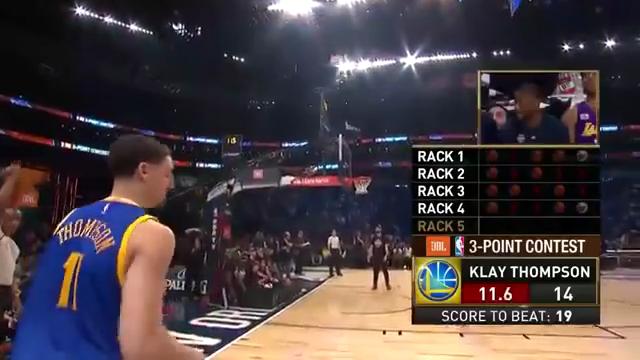 RACK 1
RACK 2
RACK 3
RACK 4
RACK 5
JBL 3-POINT CONTEST
KLAY THOMPSON
11.6 14
SCORE TO BEAT: 19
THOMPSON
11